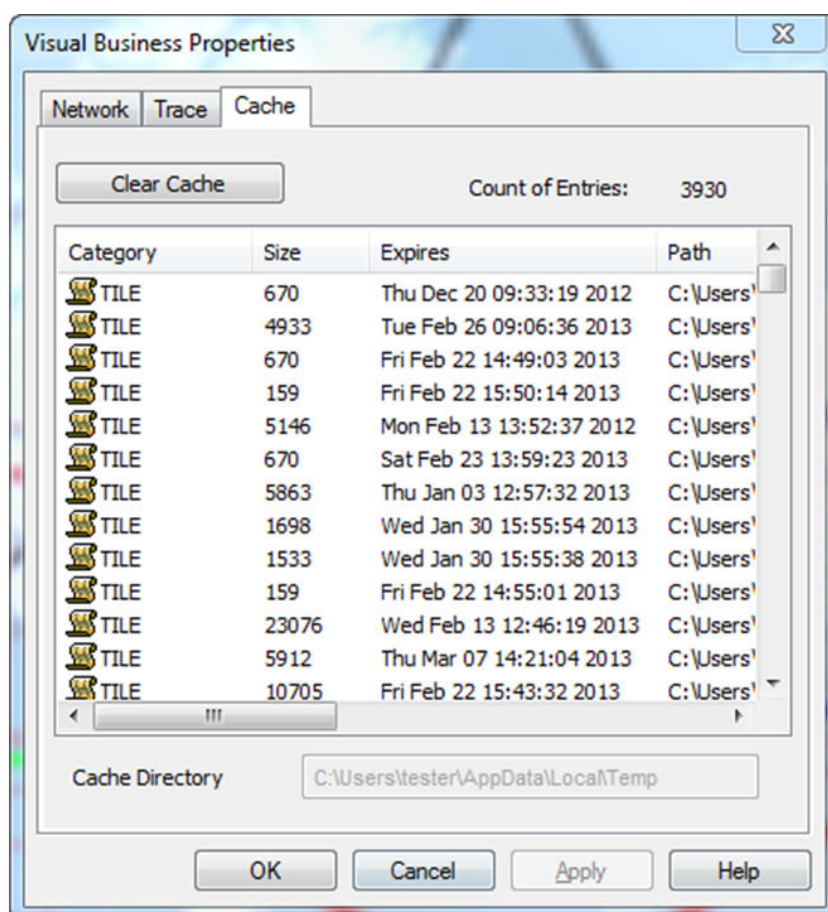 Visual Business Properties
Network Trace Cache
Clear Cache Count of Entries: 3930
Category Size Expires Path
TILE 670 Thu Dec 20 09:33:19 2012 C:\Users\
TILE 4933 Tue Feb 26 09:06:36 2013 C:\Users\
TILE 670 Fri Feb 22 14:49:03 2013 C:\Users\
TILE 159 Fri Feb 22 15:50:14 2013 C:\Users\
TILE 5146 Mon Feb 13 13:52:37 2012 C:\Users\
TILE 670 Sat Feb 23 13:59:23 2013 C:\Users\
TILE 5863 Thu Jan 03 12:57:32 2013 C:\Users\
TILE 1698 Wed Jan 30 15:55:54 2013 C:\Users\
TILE 1533 Wed Jan 30 15:55:38 2013 C:\Users\
TILE 159 Fri Feb 22 14:55:01 2013 C:\Users\
TILE 23076 Wed Feb 13 12:46:19 2013 C:\Users\
TILE 5912 Thu Mar 07 14:21:04 2013 C:\Users\
TILE 10705 Fri Feb 22 15:43:32 2013 C:\Users\
Cache Directory C:\Users\tester\AppData\Local\Temp
OK Cancel Apply Help